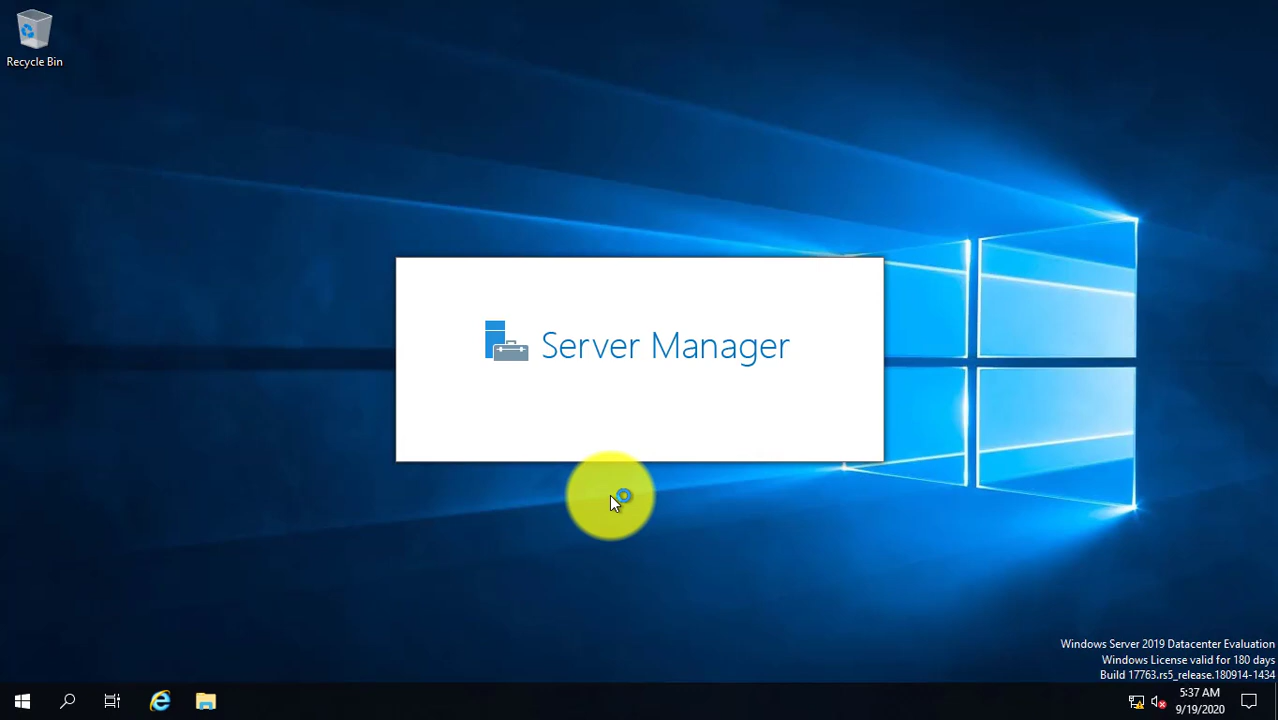 Recycle Bin
Server Manager
Windows Server 2019 Datacenter Evaluation
Windows License valid for 180 days
Build 17763.rs5_release.180914-1434
5:37 AM
9/19/2020